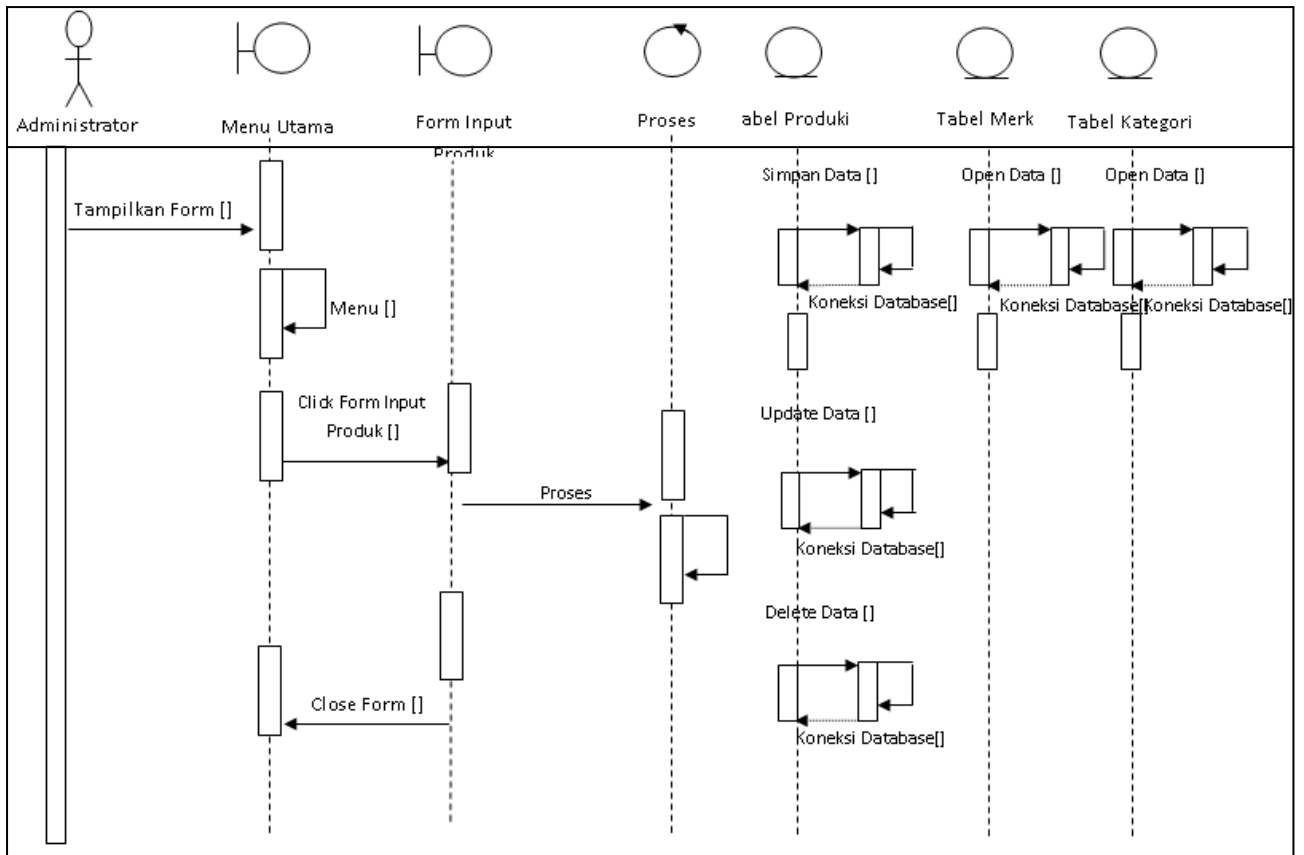 Administrator
Menu Utama
Form Input
Produk
Proses
abel Produki
Tabel Merk
Tabel Kategori
Simpan Data []
Open Data []
Open Data []
Tampilkan Form []
Koneksi Database[]
Koneksi Database[]
Koneksi Database[]
Menu []
Click Form Input
Produk []
Update Data []
Proses
Koneksi Database[]
Delete Data []
Close Form []
Koneksi Database[]